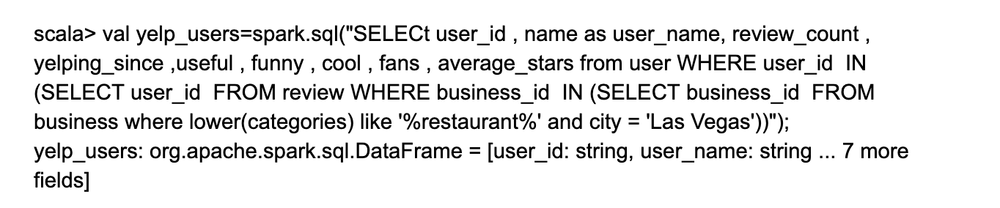 scala> val yelp_users=spark.sql("SELECt user_id , name as user_name, review_count ,
yelping_since ,useful , funny , cool , fans , average_stars from user WHERE user_id  IN
(SELECT user_id  FROM review WHERE business_id  IN (SELECT business_id  FROM
business where lower(categories) like '%restaurant%' and city = 'Las Vegas'))");
yelp_users: org.apache.spark.sql.DataFrame = [user_id: string, user_name: string ... 7 more
fields]